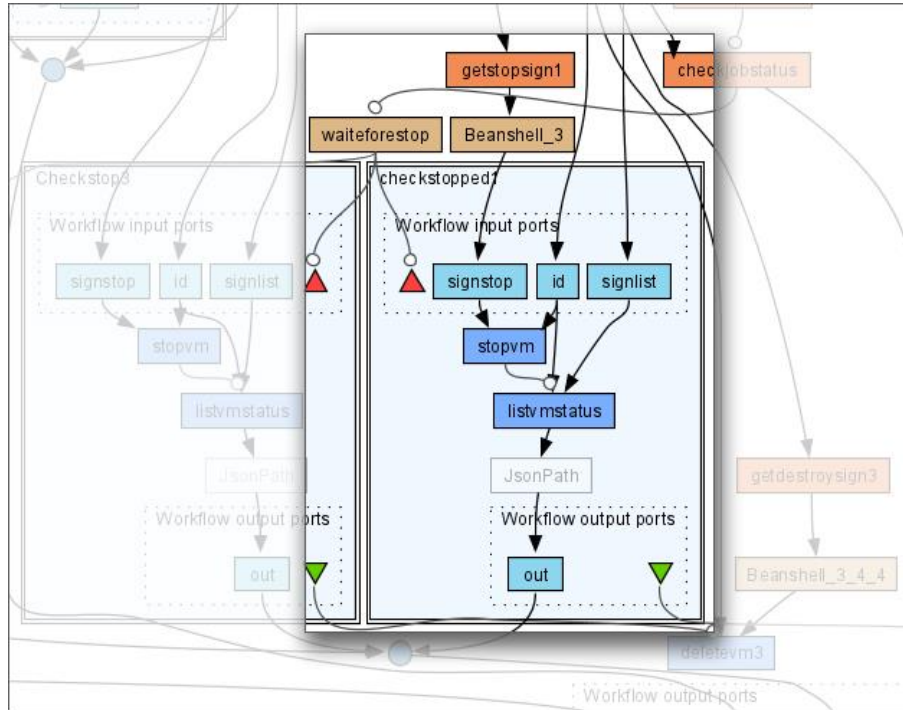 getstopsign1
checkjobstatus
waiteforestop
Beanshell_3
Checkstop3
checkstopped1
Workflow input ports
Workflow input ports
signstop
id
signlist
signstop
id
signlist
stopvm
stopvm
listvmstatus
listvmstatus
JsonPath
JsonPath
getdestroysign3
Workflow output ports
Workflow output ports
out
out
Beanshell_3_4_4
deletevm3
Workflow output ports